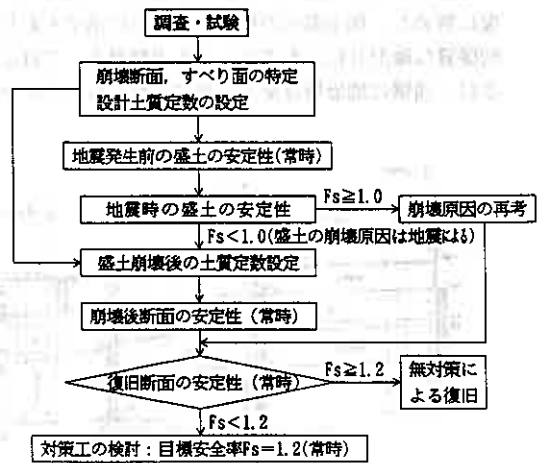 調査・試験
崩壊断面，すべり面の特定
設計土質定数の設定
地震発生前の盛土の安定性(常時)
地震時の盛土の安定性
Fs≧1.0
崩壊原因の再考
Fs<1.0(盛土の崩壊原因は地震による)
盛土崩壊後の土質定数設定
崩壊後断面の安定性（常時）
復旧断面の安定性（常時）
Fs≧1.2
無対策に
よる復旧
Fs<1.2
対策工の検討：目標安全率Fs＝1.2(常時)